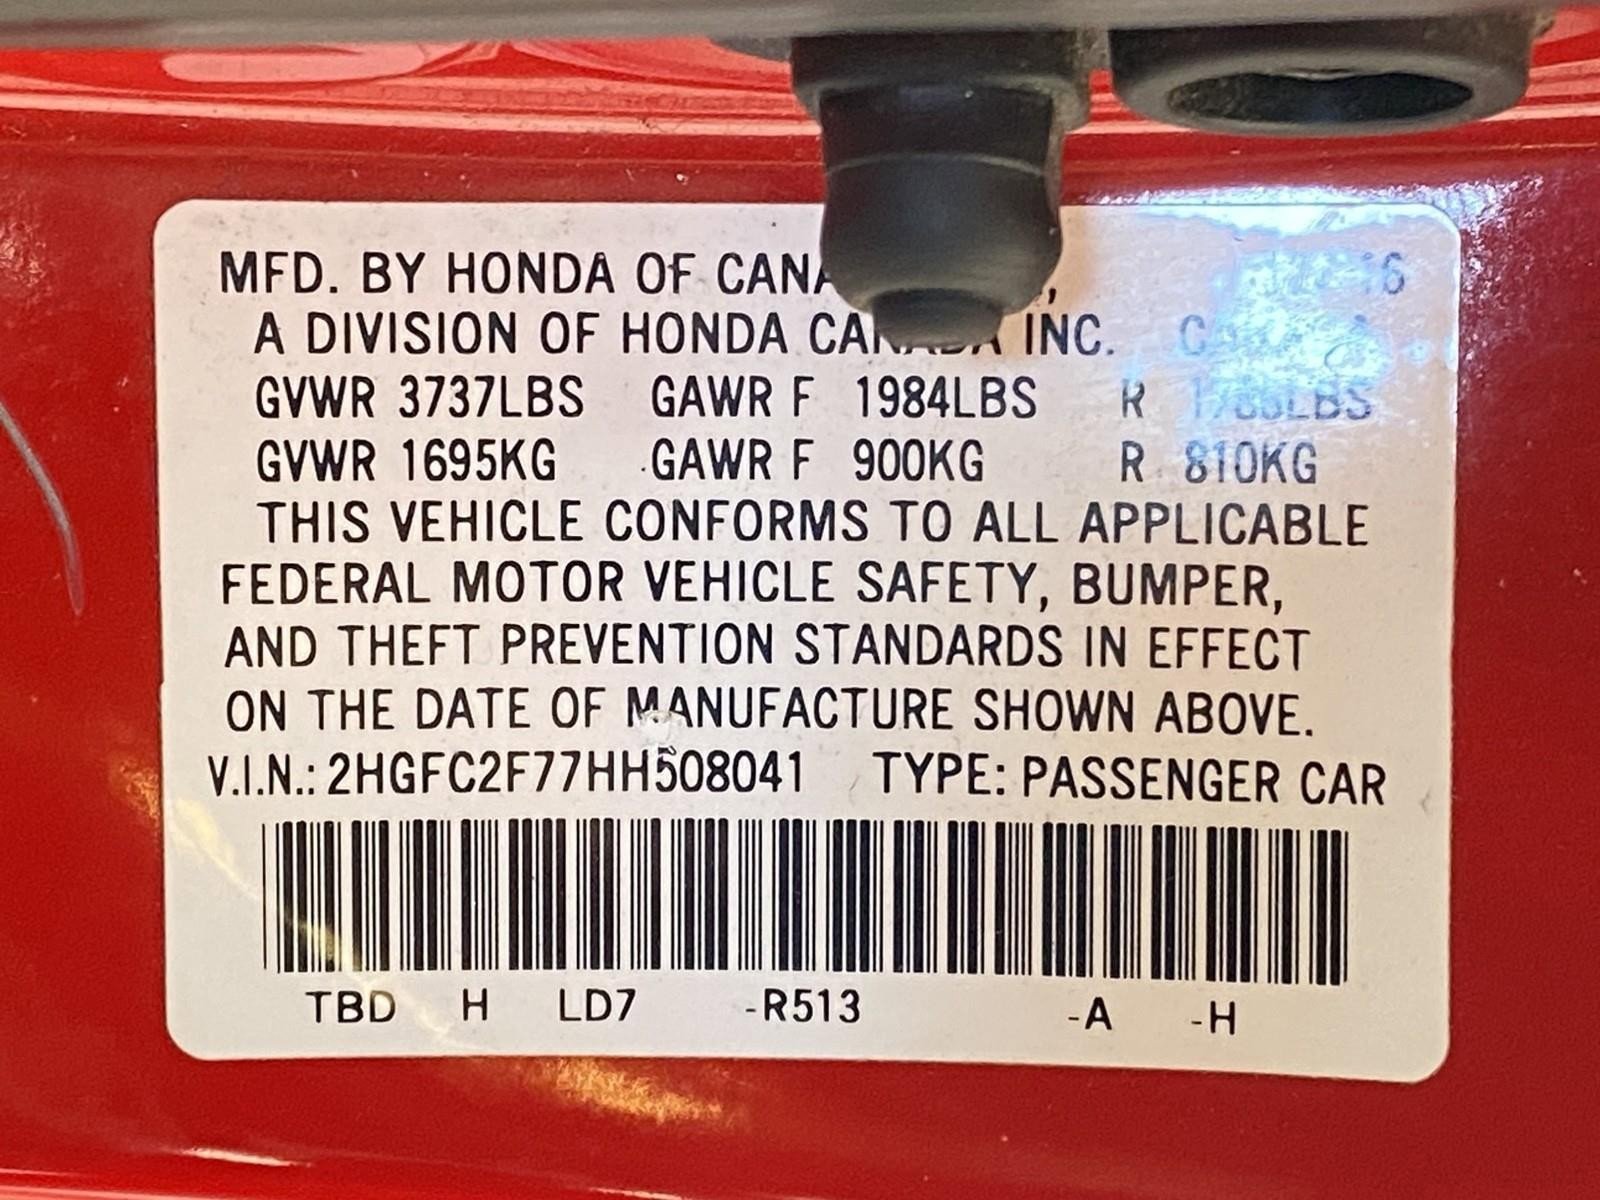 MFD. BY HONDA OF
A DIVISION OF HONDA CANADA INC.
GVWR 3737LBS GAWR F 1984LBS R
GVWR 1695KG GAWR F 900KG R 810KG
THIS VEHICLE CONFORMS TO ALL APPLICABLE
FEDERAL MOTOR VEHICLE SAFETY, BUMPER,
AND THEFT PREVENTION STANDARDS IN EFFECT
ON THE DATE OF MANUFACTURE SHOWN ABOVE.
V.I.N.: 2HGFC2F77HH508041 TYPE: PASSENGER CAR
TBD H LD7 -R513 -A -H